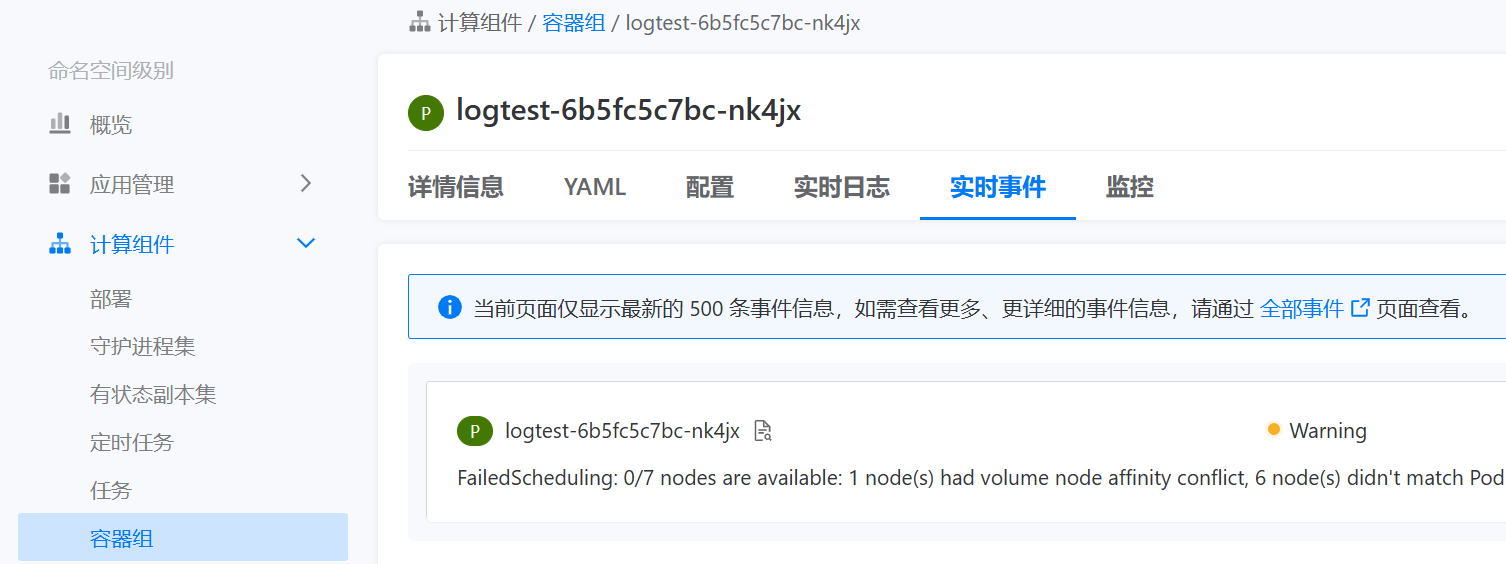 计算组件 / 容器组 / logtest-6b5fc5c7bc-nk4jx
命名空间级别
概览
应用管理
计算组件
部署
守护进程集
有状态副本集
定时任务
任务
容器组
P logtest-6b5fc5c7bc-nk4jx
详情信息 YAML 配置 实时日志 实时事件 监控
当前页面仅显示最新的 500 条事件信息，如需查看更多、更详细的事件信息，请通过 全部事件 页面查看。
P logtest-6b5fc5c7bc-nk4jx Warning
FailedScheduling: 0/7 nodes are available: 1 node(s) had volume node affinity conflict, 6 node(s) didn't match Pod